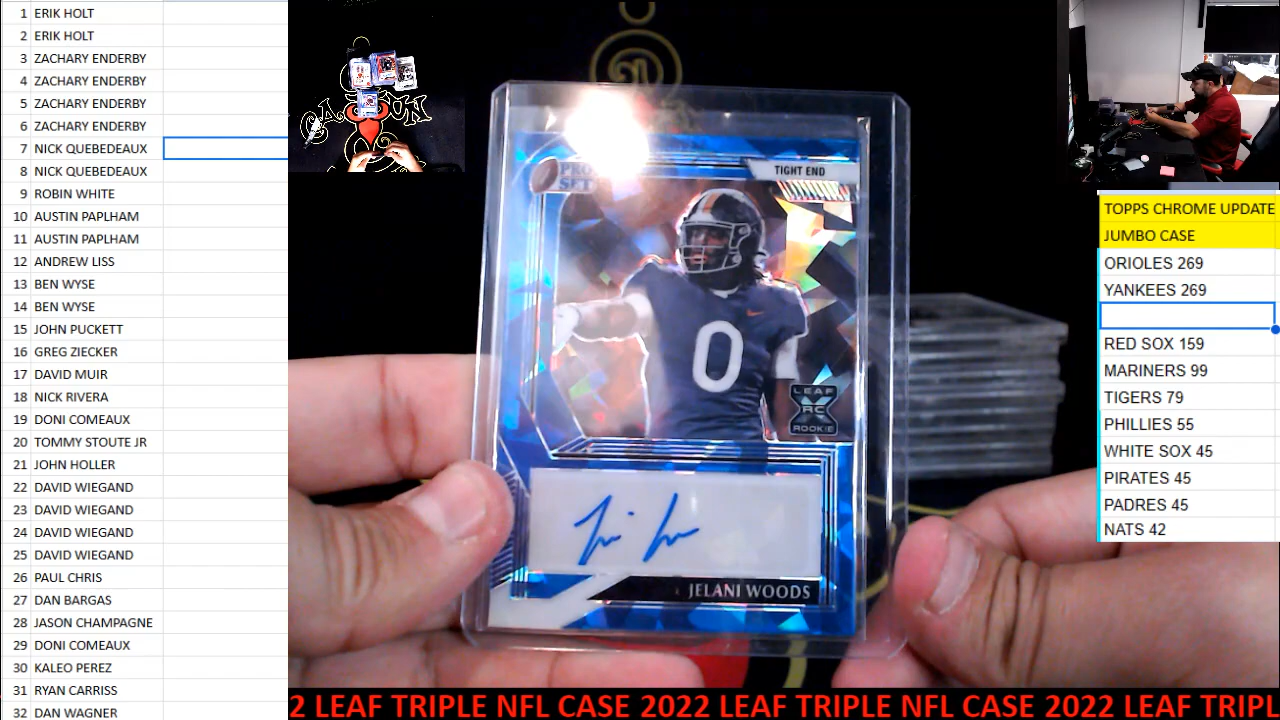 1 ERIK HOLT
2 ERIK HOLT
3 ZACHARY ENDERBY
4 ZACHARY ENDERBY
5 ZACHARY ENDERBY
6 ZACHARY ENDERBY
7 NICK QUEBEDEAUX
8 NICK QUEBEDEAUX
9 ROBIN WHITE
10 AUSTIN PAPLHAM
11 AUSTIN PAPLHAM
12 ANDREW LISS
13 BEN WYSE
14 BEN WYSE
15 JOHN PUCKETT
16 GREG ZIECKER
17 DAVID MUIR
18 NICK RIVERA
19 DONI COMEAUX
20 TOMMY STOUTE JR
21 JOHN HOLLER
22 DAVID WIEGAND
23 DAVID WIEGAND
24 DAVID WIEGAND
25 DAVID WIEGAND
26 PAUL CHRIS
27 DAN BARGAS
28 JASON CHAMPAGNE
29 DONI COMEAUX
30 KALEO PEREZ
31 RYAN CARRISS
32 DAN WAGNER
PRO
SET
TIGHT END
0
LEAF
RC
ROOKIE
JELANI WOODS
TOPPS CHROME UPDATE
JUMBO CASE
ORIOLES 269
YANKEES 269
RED SOX 159
MARINERS 99
TIGERS 79
PHILLIES 55
WHITE SOX 45
PIRATES 45
PADRES 45
NATS 42
2 LEAF TRIPLE NFL CASE 2022 LEAF TRIPLE NFL CASE 2022 LEAF TRIPL